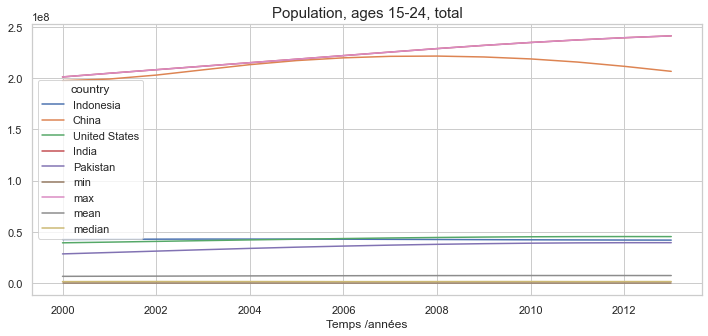 Population, ages 15-24, total
1e8
2.5
2.0
1.5
1.0
0.5
0.0
country
Indonesia
China
United States
India
Pakistan
min
max
mean
median
2000 2002 2004 2006 2008 2010 2012
Temps /années